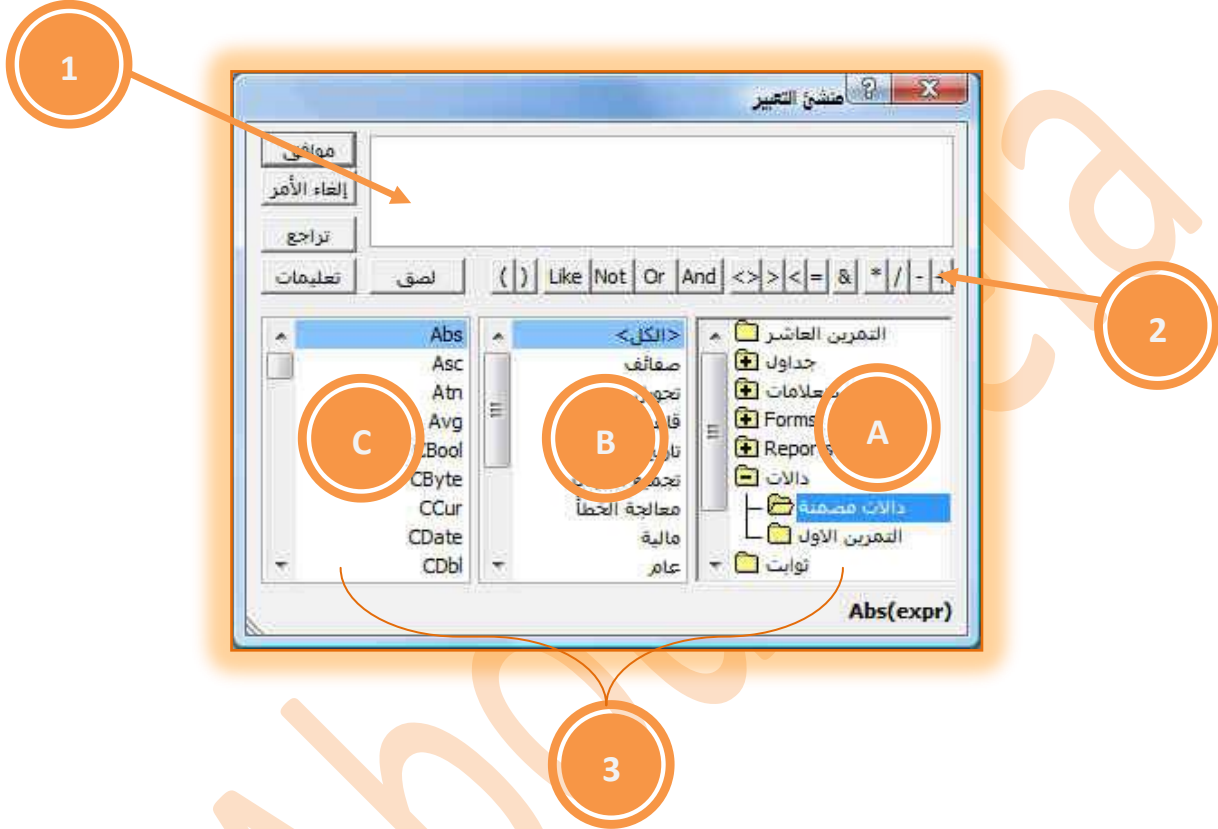 1
منشئ التعبير
موافق
إلغاء الأمر
تراجع
تعليمات
لصق
( ) Like Not Or And <> > < = & * / - +
2
التمرين العاشر
جداول
Forms
Reports
دالات
دالات مضمنة
التمرين الاول
ثوابت
A
<الكل>
صفائف
معالجة الخطأ
مالية
عام
B
Abs
Asc
Atn
Avg
CBool
CByte
CCur
CDate
CDbl
C
Abs(expr)
3